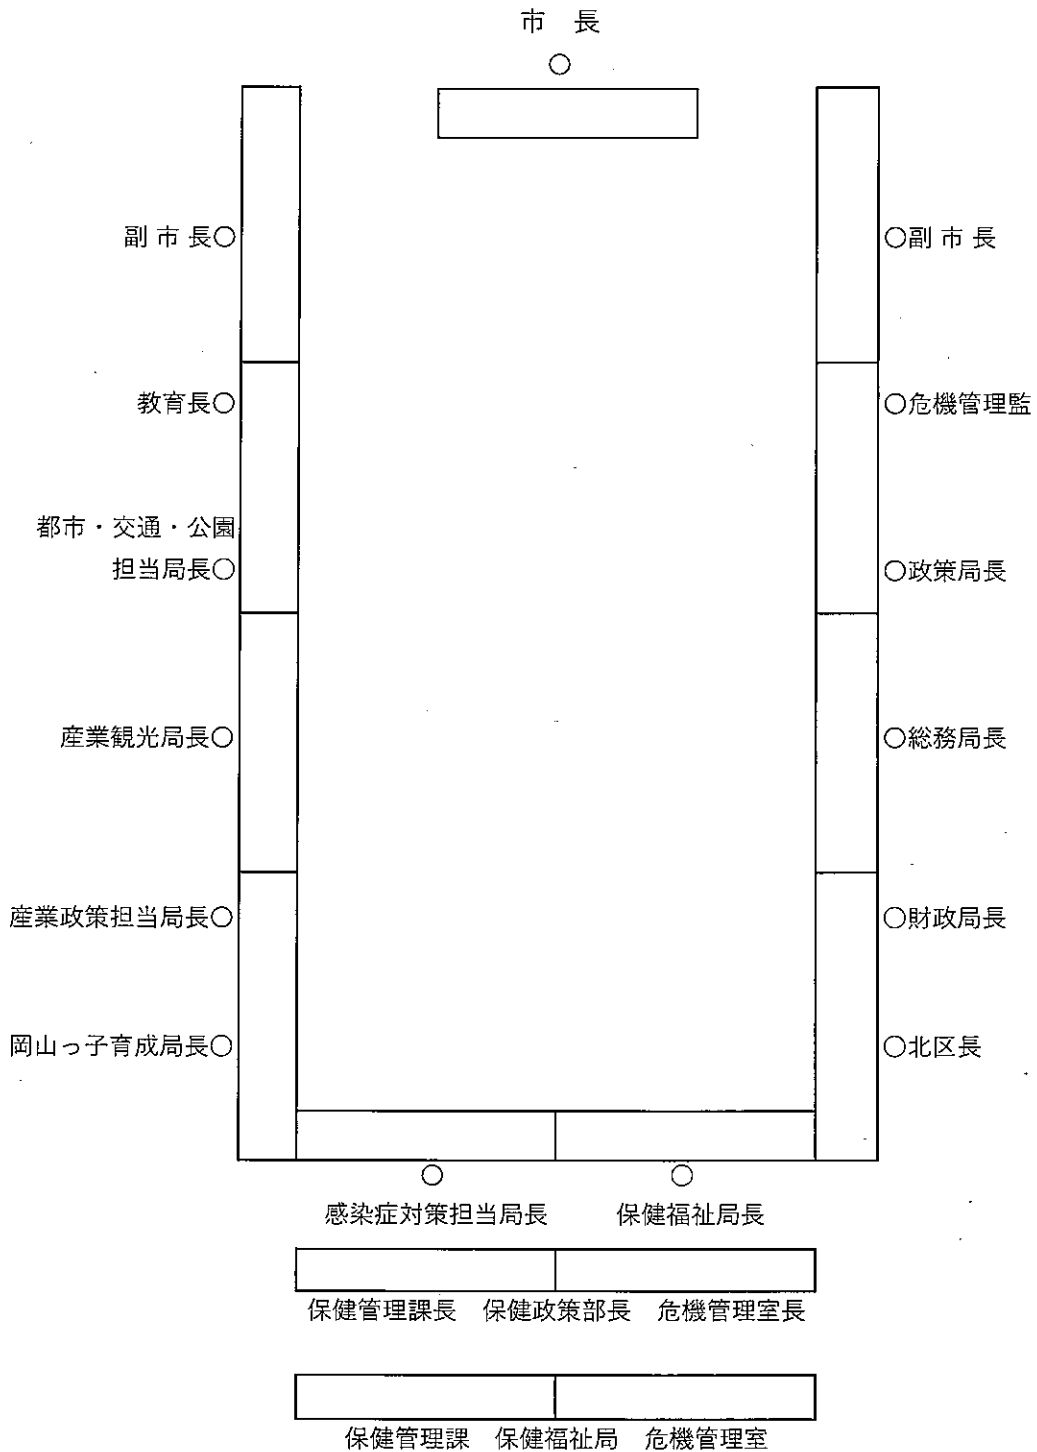 市 長
○
副 市 長○
○副 市 長
教育長○
○危機管理監
都市・交通・公園
担当局長○
○政策局長
産業観光局長○
○総務局長
産業政策担当局長○
○財政局長
岡山っ子育成局長○
○北区長
○ ○
感染症対策担当局長 保健福祉局長
保健管理課長 保健政策部長 危機管理室長
保健管理課 保健福祉局 危機管理室